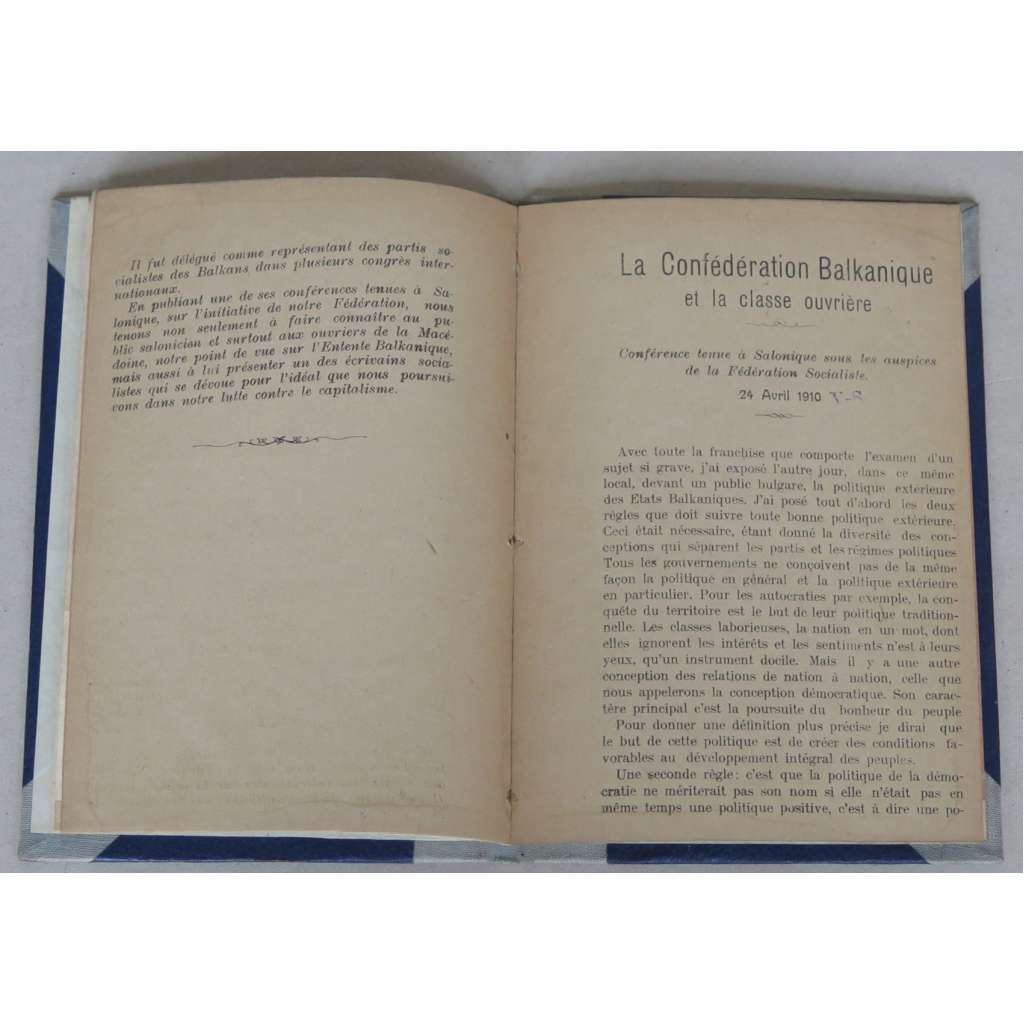 Il fut délégué comme représentant des partis so-
cialistes des Balkans, dans plusieurs congrès inter-
nationaux.
En publiant une de ses conférences tenues à Sa-
lonique, sur l'initiative de notre Fédération, nous
tenons non seulement à faire connaître au pu-
blic salonicien et surtout aux ouvriers de la Macé-
doine, notre point de vue sur l'Entente Balkanique,
mais aussi à lui présenter un des écrivains socia-
listes qui se dévoue pour l'idéal que nous poursui-
vons dans notre lutte contre le capitalisme.
La Confédération Balkanique
et la classe ouvrière
Conférence tenue à Salonique sous les auspices
de la Fédération Socialiste.
24 Avril 1910
Avec toute la franchise que comporte l'examen d'un
sujet si grave, j'ai exposé l'autre jour, dans ce même
local, devant un public bulgare, la politique extérieure
des Etats Balkaniques. J'ai posé tout d'abord les deux
règles que doit suivre toute bonne politique extérieure.
Ceci était nécessaire, étant donné la diversité des con-
ceptions qui séparent les partis et les régimes politiques
Tous les gouvernements ne conçoivent pas de la même
façon la politique en général et la politique extérieure
en particulier. Pour les autocraties par exemple, la con-
quête du territoire est le but de leur politique tradition-
nelle. Les classes laborieuses, la nation en un mot, dont
elles ignorent les intérêts et les sentiments n'est à leurs
yeux, qu'un instrument docile. Mais il y a une autre
conception des relations de nation à nation, celle que
nous appelerons la conception démocratique. Son carac-
tère principal c'est la poursuite du bonheur du peuple
Pour donner une définition plus précise je dirai que
le but de cette politique est de créer des conditions fa-
vorables au développement intégral des peuples.
Une seconde règle: c'est que la politique de la démo-
cratie ne mériterait pas son nom si elle n'était pas en
même temps une politique positive, c'est à dire une po-